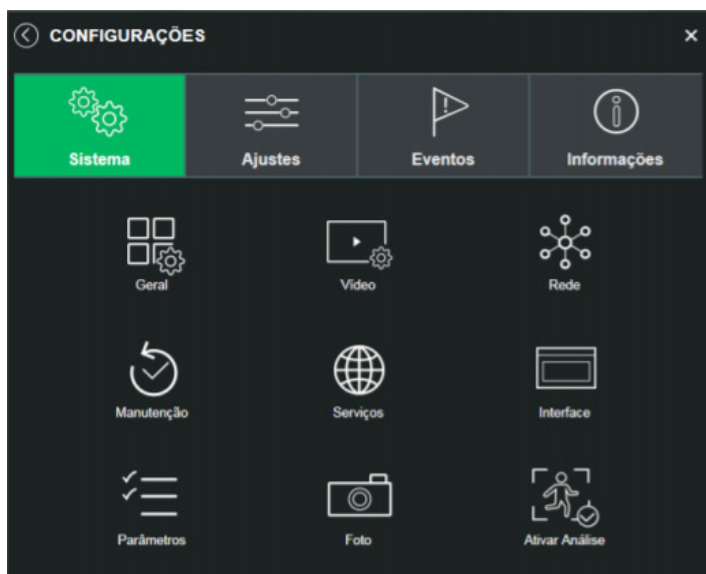 CONFIGURAÇÕES
Sistema Ajustes Eventos Informações
Geral Vídeo Rede
Manutenção Serviços Interface
Parâmetros Foto Ativar Análise